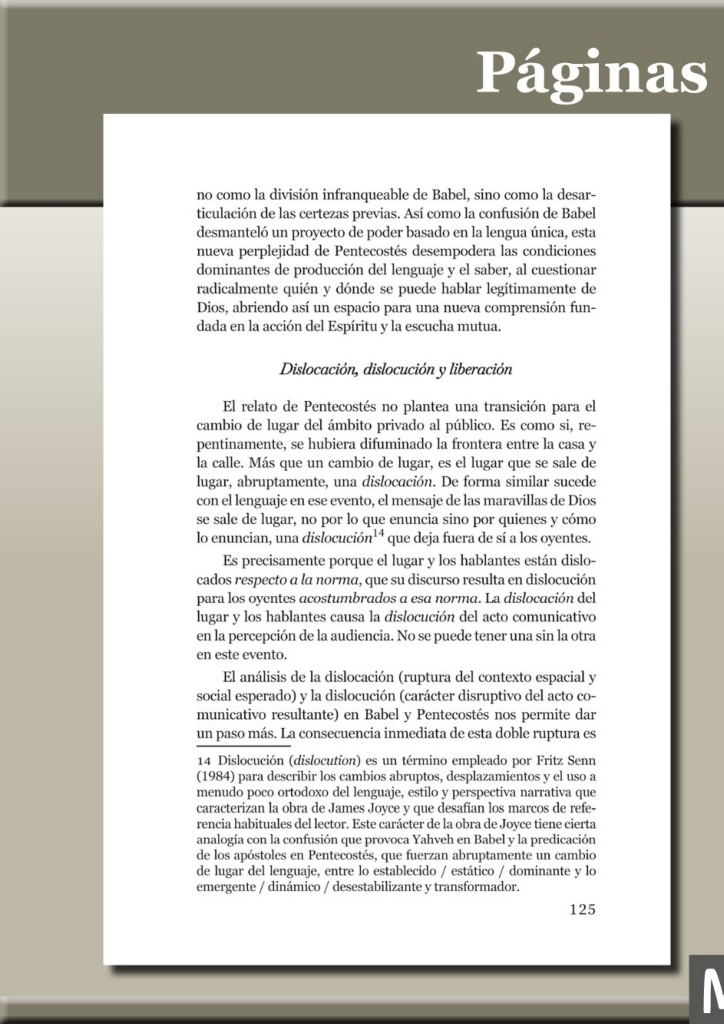 Páginas
no como la división infranqueable de Babel, sino como la desar-
ticulación de las certezas previas. Así como la confusión de Babel
desmanteló un proyecto de poder basado en la lengua única, esta
nueva perplejidad de Pentecostés desempodera las condiciones
dominantes de producción del lenguaje y el saber, al cuestionar
radicalmente quién y dónde se puede hablar legítimamente de
Dios, abriendo así un espacio para una nueva comprensión fun-
dada en la acción del Espíritu y la escucha mutua.
Dislocación, dislocución y liberación
El relato de Pentecostés no plantea una transición para el
cambio de lugar del ámbito privado al público. Es como si, re-
pentinamente, se hubiera difuminado la frontera entre la casa y
la calle. Más que un cambio de lugar, es el lugar que se sale de
lugar, abruptamente, una dislocación. De forma similar sucede
con el lenguaje en ese evento, el mensaje de las maravillas de Dios
se sale de lugar, no por lo que enuncia sino por quienes y cómo
lo enuncian, una dislocución14 que deja fuera de sí a los oyentes.
Es precisamente porque el lugar y los hablantes están dislo-
cados respecto a la norma, que su discurso resulta en dislocución
para los oyentes acostumbrados a esa norma. La dislocación del
lugar y los hablantes causa la dislocución del acto comunicativo
en la percepción de la audiencia. No se puede tener una sin la otra
en este evento.
El análisis de la dislocación (ruptura del contexto espacial y
social esperado) y la dislocución (carácter disruptivo del acto co-
municativo resultante) en Babel y Pentecostés nos permite dar
un paso más. La consecuencia inmediata de esta doble ruptura es
14 Dislocución (dislocution) es un término empleado por Fritz Senn
(1984) para describir los cambios abruptos, desplazamientos y el uso a
menudo poco ortodoxo del lenguaje, estilo y perspectiva narrativa que
caracterizan la obra de James Joyce y que desafían los marcos de refe-
rencia habituales del lector. Este carácter de la obra de Joyce tiene cierta
analogía con la confusión que provoca Yahveh en Babel y la predicación
de los apóstoles en Pentecostés, que fuerzan abruptamente un cambio
de lugar del lenguaje, entre lo establecido / estático / dominante y lo
emergente / dinámico / desestabilizante y transformador.
125